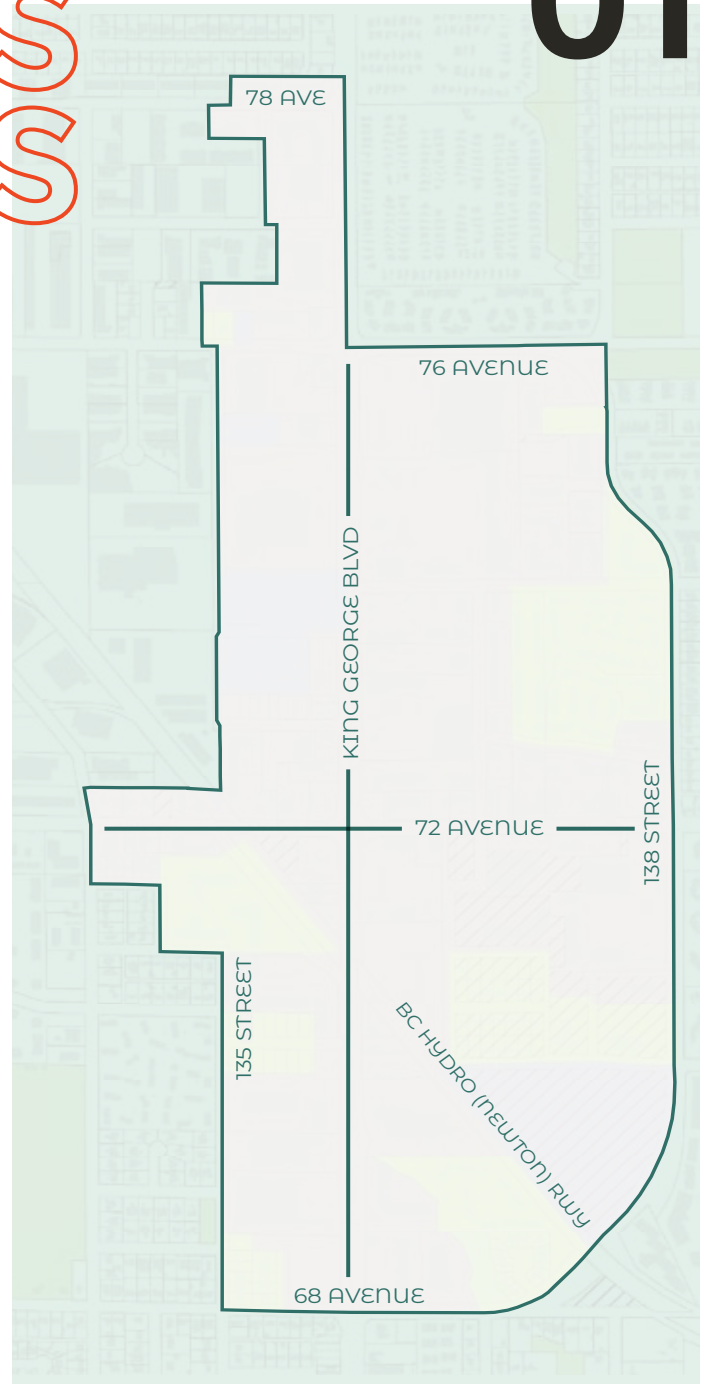 S
S
78 AVE
76 AVENUE
KING GEORGE BLVD
72 AVENUE
138 STREET
135 STREET
BC HYDRO (NEWTON) RWY
68 AVENUE